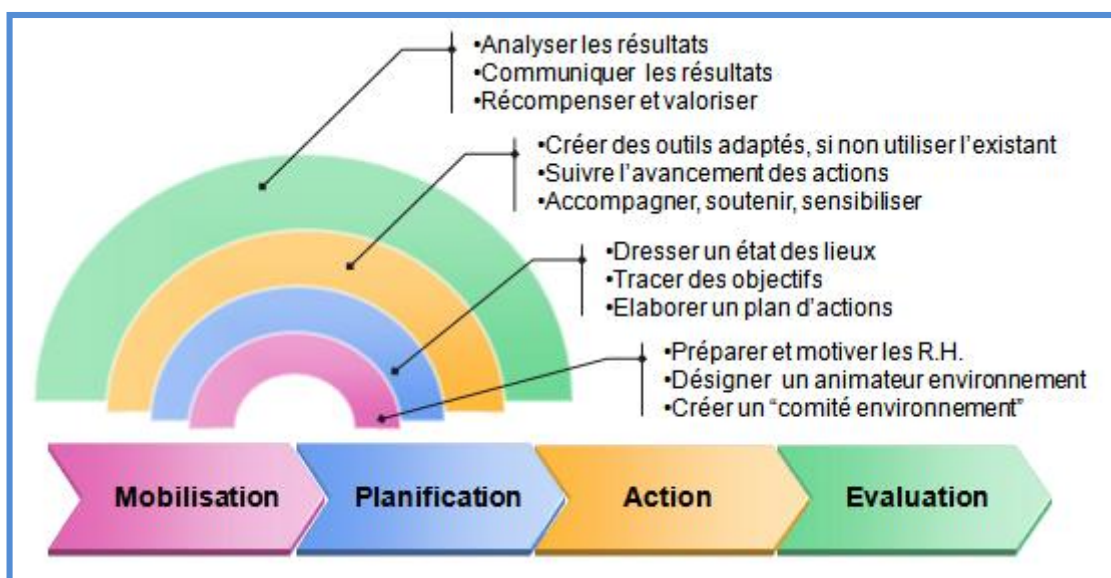 •Analyser les résultats
•Communiquer les résultats
•Récompenser et valoriser
•Créer des outils adaptés, si non utiliser l'existant
•Suivre l'avancement des actions
•Accompagner, soutenir, sensibiliser
•Dresser un état des lieux
•Tracer des objectifs
•Elaborer un plan d'actions
•Préparer et motiver les R.H.
•Désigner un animateur environnement
•Créer un "comité environnement"
Mobilisation Planification Action Evaluation